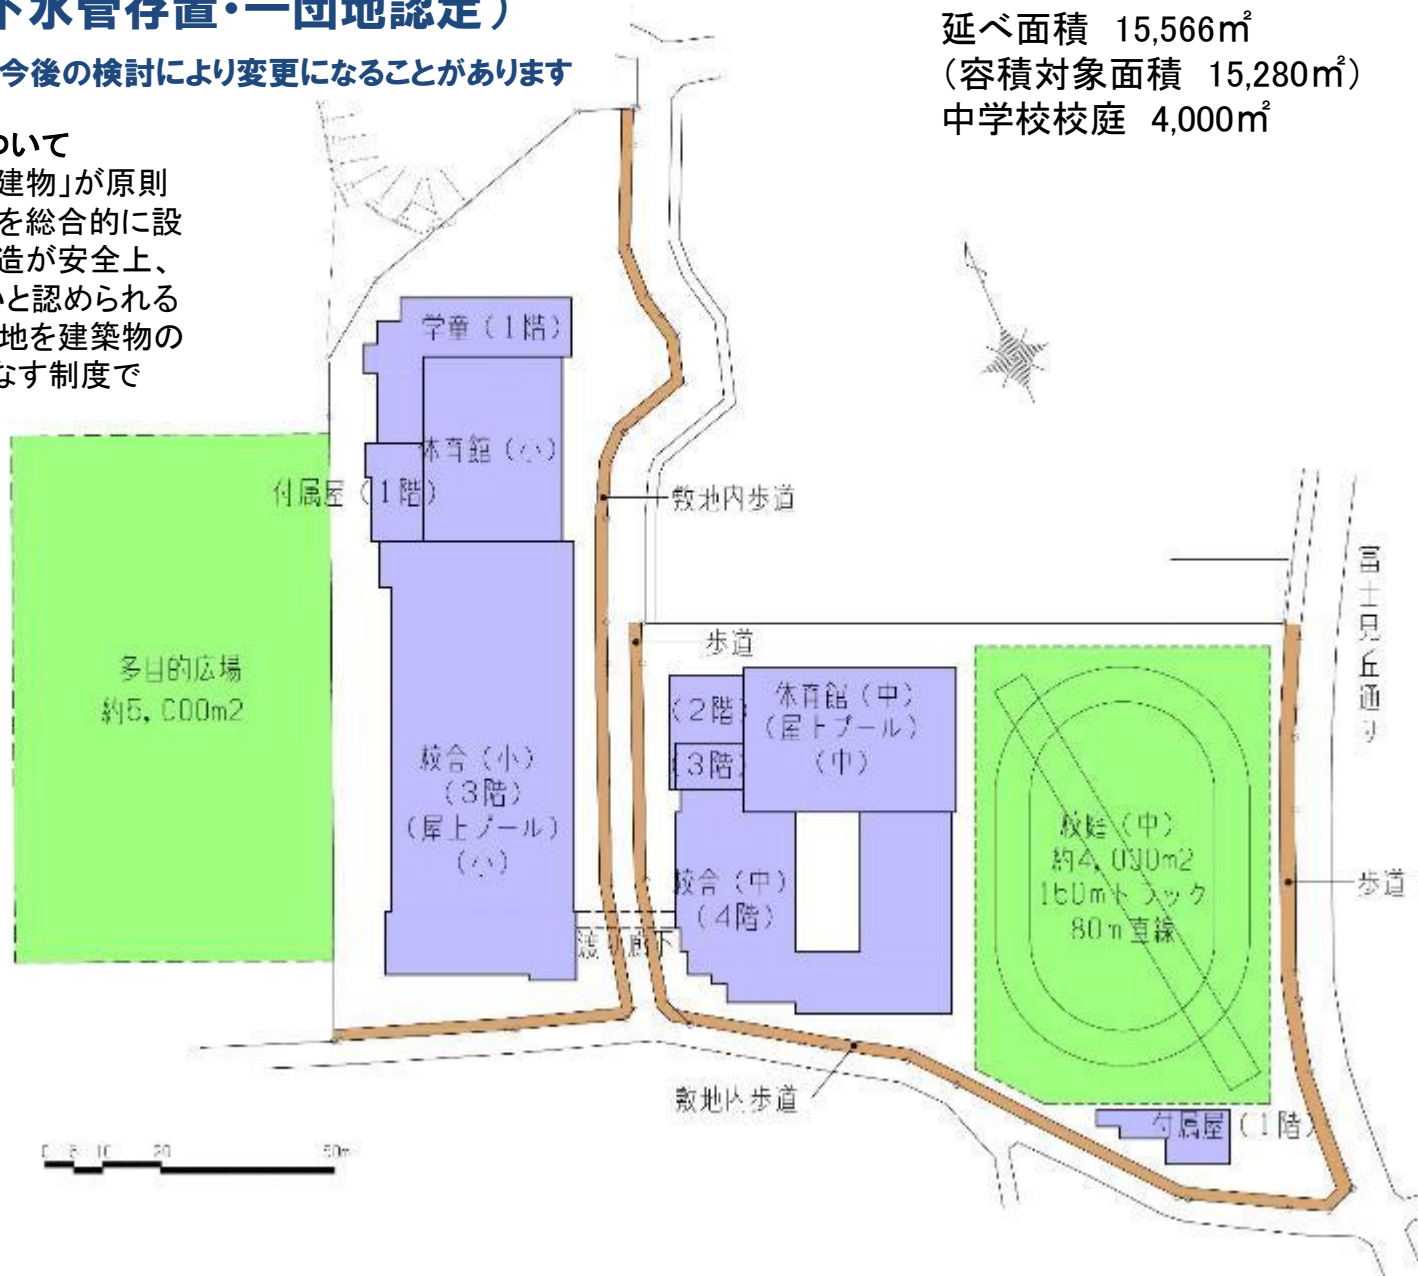 下水管存置・一団地認定）
今後の検討により変更になることがあります
延べ面積 15,566㎡
（容積対象面積 15,280㎡）
中学校校庭 4,000㎡
ついて
建物」が原則
を総合的に設
造が安全上、
いと認められる
地を建築物の
なす制度で
学童（１階）
体育館（小）
付属屋（１階）
敷地内歩道
多目的広場
約5,000m2
校舎（小）
（３階）
（屋上プール）
（小）
歩道
（２階）
（３階）
体育館（中）
（屋上プール）
（中）
校舎（中）
（４階）
渡り廊下
校庭（中）
約4,000m2
160mトラック
80m直線
富士見丘通り
歩道
敷地内歩道
付属屋（１階）
0 5 10 20 50m